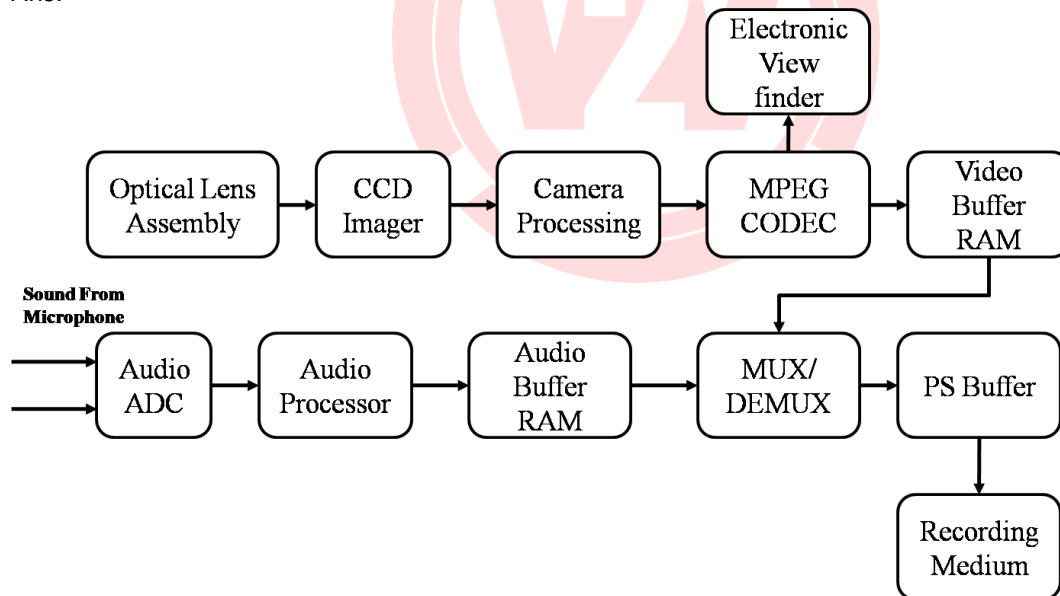 Electronic
View
finder
Optical Lens
Assembly
CCD
Imager
Camera
Processing
MPEG
CODEC
Video
Buffer
RAM
Sound From
Microphone
Audio
ADC
Audio
Processor
Audio
Buffer
RAM
MUX/
DEMUX
PS Buffer
Recording
Medium